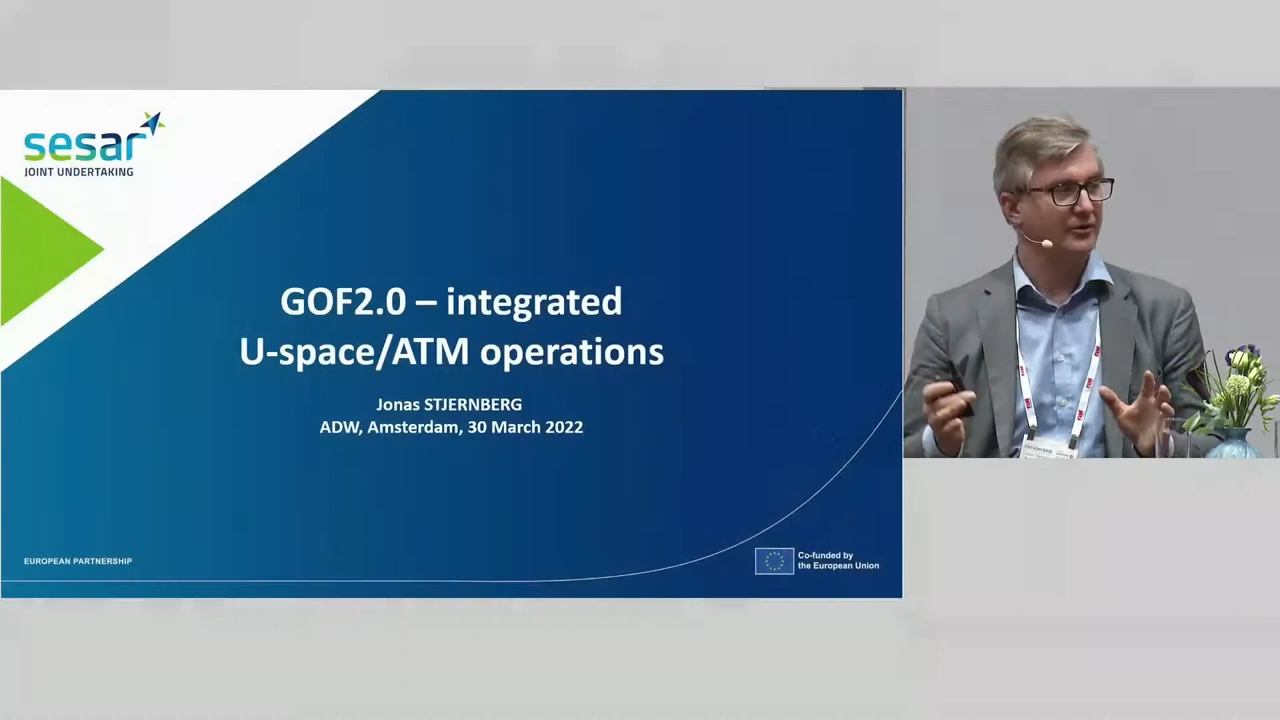 sesar
JOINT UNDERTAKING
GOF2.0 – integrated
U-space/ATM operations
Jonas STJERNBERG
ADW, Amsterdam, 30 March 2022
EUROPEAN PARTNERSHIP
Co-funded by
the European Union